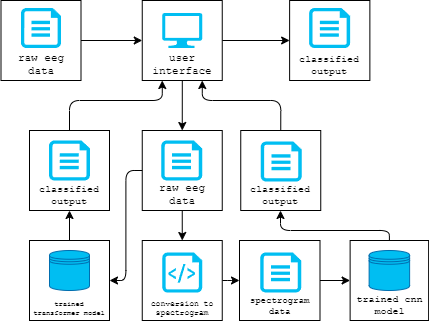 raw eeg
data
user
interface
classified
output
classified
output
raw eeg
data
classified
output
trained
transformer model
conversion to
spectrogram
spectrogram
data
trained cnn
model